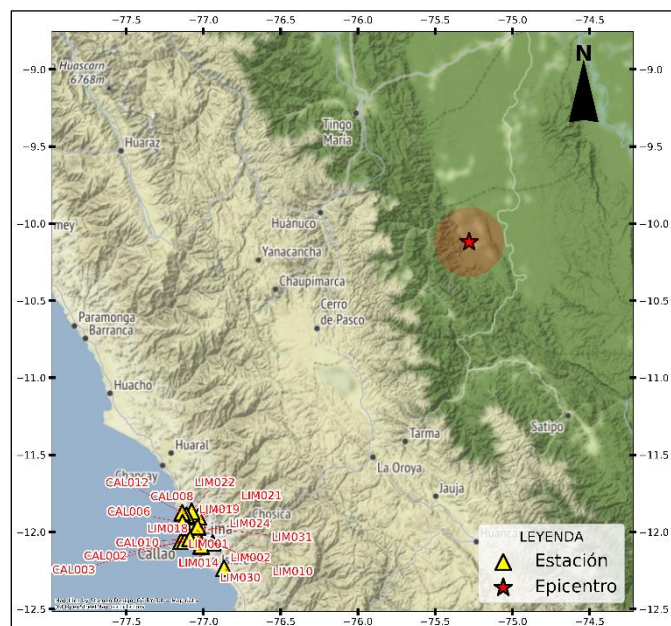 −77.5 −77.0 −76.5 −76.0 −75.5 −75.0 −74.5
−9.0 −9.0
−9.5 −9.5
−10.0 −10.0
−10.5 −10.5
−11.0 −11.0
−11.5 −11.5
−12.0 −12.0
−12.5 −12.5
N
Huascarn
6768m
Huaraz
Tingo
Maria
Huánuco
Yanacancha
Chaupimarca
Cerro
de Pasco
Paramonga
Barranca
Huacho
Huaral
Chancay
Tarma
La Oroya
Jauja
Satipo
Chosica
Callao
CAL012
LIM022
CAL008
LIM021
CAL006
LIM019
LIM018
LIM024
CAL010
LIM001
LIM031
CAL002
LIM002
CAL003
LIM014
LIM010
LIM030
LEYENDA
Estación
Epicentro
−77.5 −77.0 −76.5 −76.0 −75.5 −75.0 −74.5